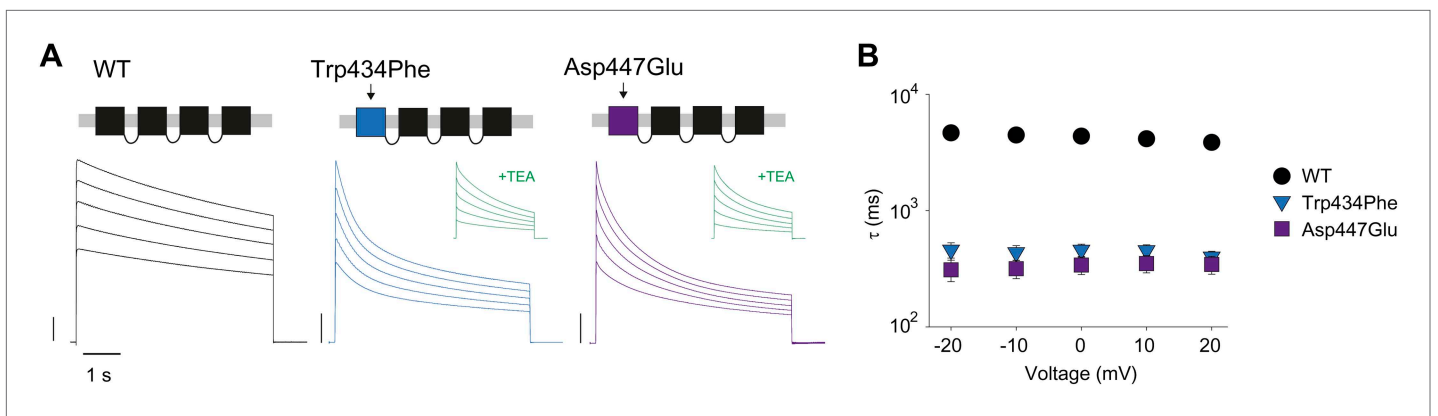 A
WT
Trp434Phe
Asp447Glu
+TEA
+TEA
1 s
B
10⁴
10³
10²
τ (ms)
-20 -10 0 10 20
Voltage (mV)
WT
Trp434Phe
Asp447Glu